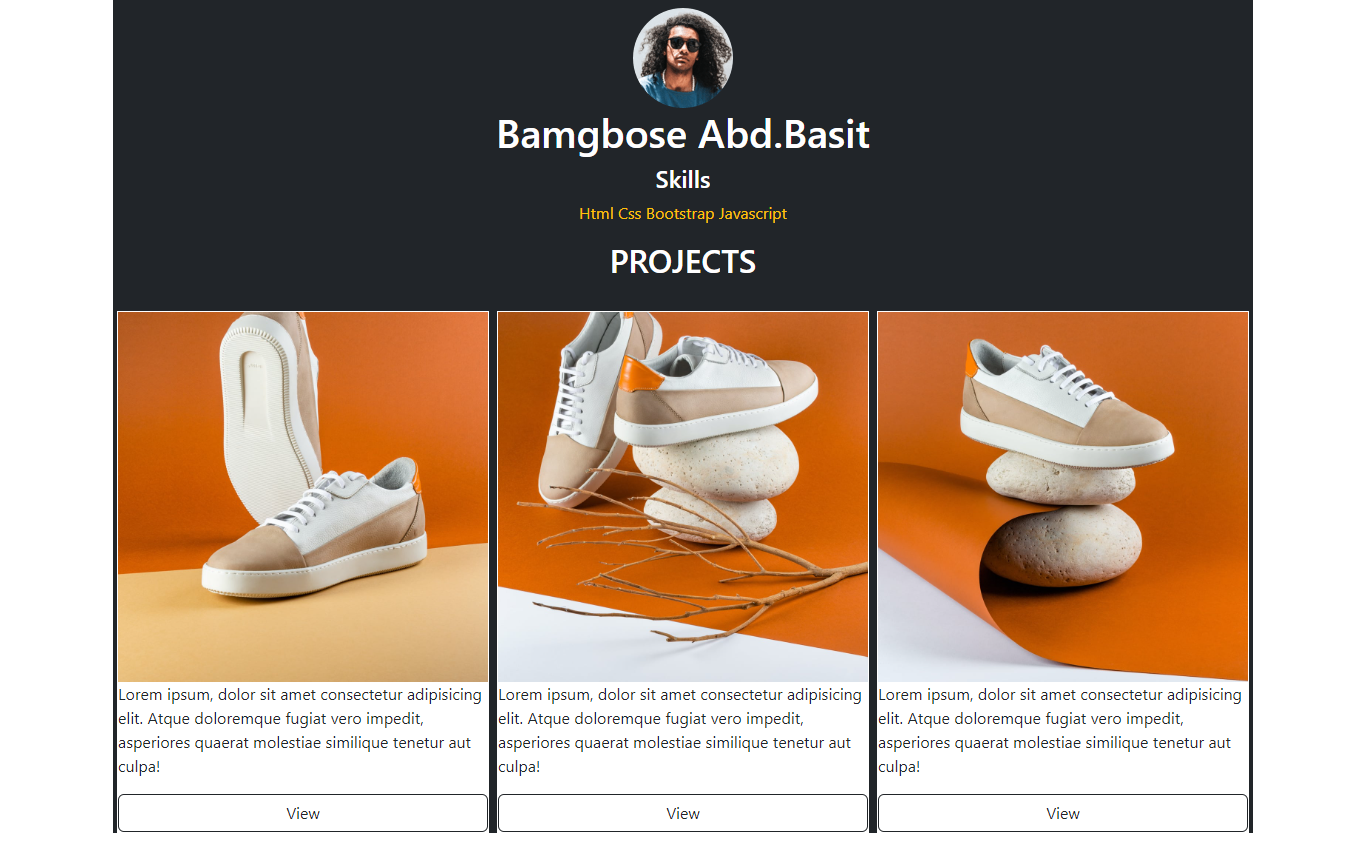 Bamgbose Abd.Basit
Skills
Html Css Bootstrap Javascript
PROJECTS
Lorem ipsum, dolor sit amet consectetur adipisicing
elit. Atque doloremque fugiat vero impedit,
asperiores quaerat molestiae similique tenetur aut
culpa!
View
Lorem ipsum, dolor sit amet consectetur adipisicing
elit. Atque doloremque fugiat vero impedit,
asperiores quaerat molestiae similique tenetur aut
culpa!
View
Lorem ipsum, dolor sit amet consectetur adipisicing
elit. Atque doloremque fugiat vero impedit,
asperiores quaerat molestiae similique tenetur aut
culpa!
View